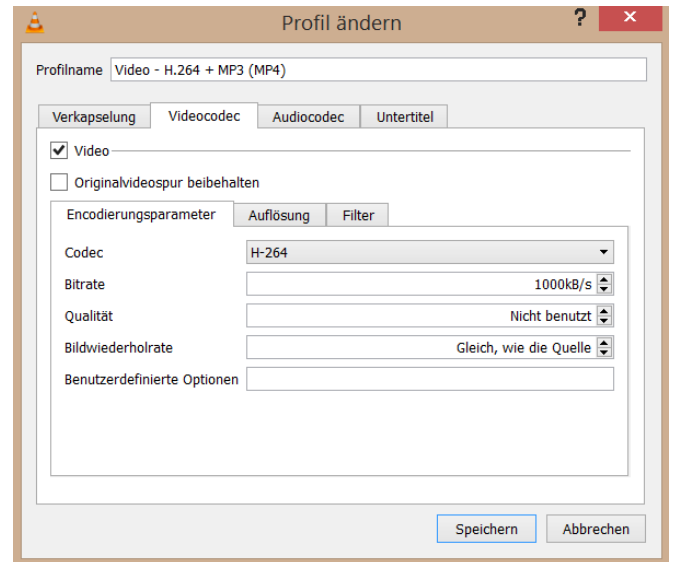 Profil ändern
?
×
Profilname Video - H.264 + MP3 (MP4)
Verkapselung Videocodec Audiocodec Untertitel
Video
Originalvideospur beibehalten
Encodierungsparameter Auflösung Filter
Codec H-264
Bitrate 1000kB/s
Qualität Nicht benutzt
Bildwiederholrate Gleich, wie die Quelle
Benutzerdefinierte Optionen
Speichern Abbrechen